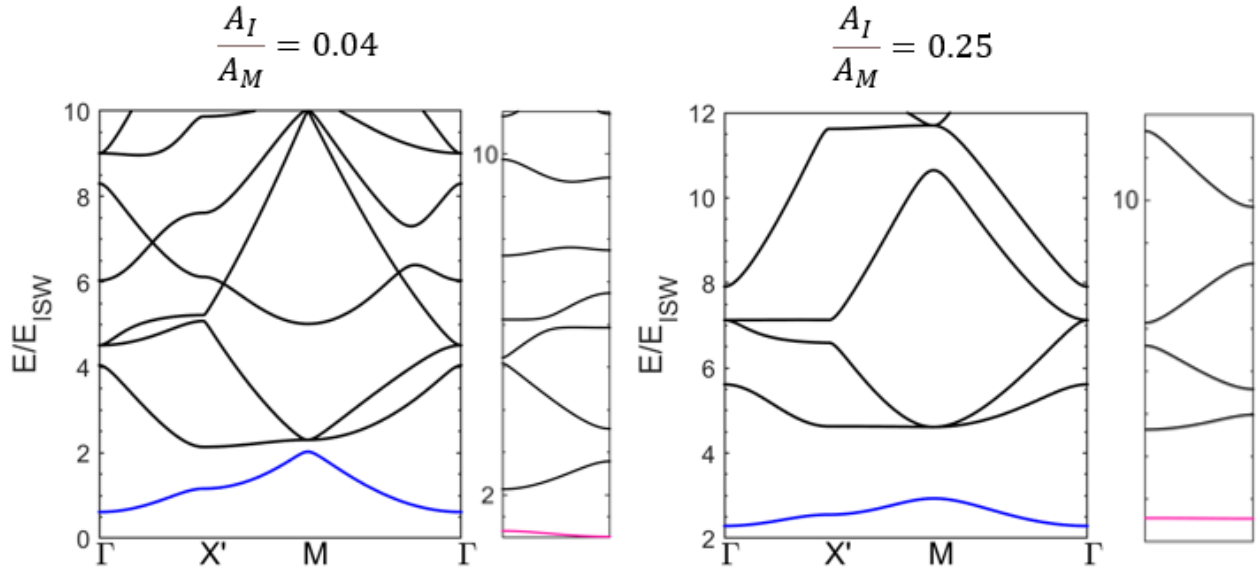 A_I/A_M = 0.04
A_I/A_M = 0.25
E/E_ISW
10
8
6
4
2
0
Γ X' M Γ
10
2
E/E_ISW
12
10
8
6
4
2
Γ X' M Γ
10